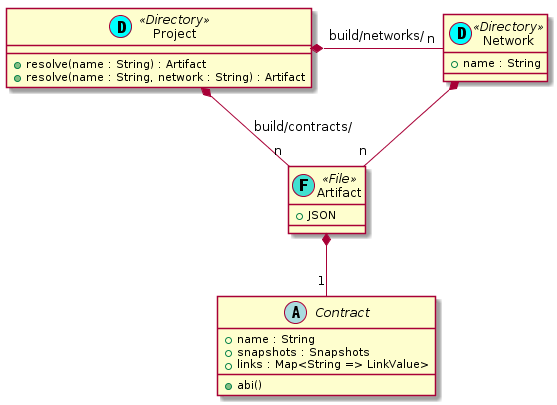 D «Directory»
Project
resolve(name : String) : Artifact
resolve(name : String, network : String) : Artifact
build/networks/ n
D «Directory»
Network
name : String
build/contracts/
n
n
F «File»
Artifact
JSON
1
A Contract
name : String
snapshots : Snapshots
links : Map<String => LinkValue>
abi()